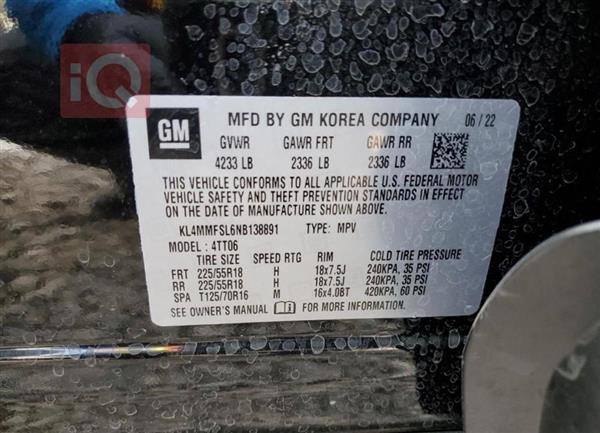 iQ
GM
MFD BY GM KOREA COMPANY 06/22
GVWR GAWR FRT GAWR RR
4233 LB 2336 LB 2336 LB
THIS VEHICLE CONFORMS TO ALL APPLICABLE U.S. FEDERAL MOTOR
VEHICLE SAFETY AND THEFT PREVENTION STANDARDS IN EFFECT
ON THE DATE OF MANUFACTURE SHOWN ABOVE.
KL4MMFSL6NB138891 TYPE: MPV
MODEL: 4TT06
TIRE SIZE SPEED RTG RIM COLD TIRE PRESSURE
FRT 225/55R18 H 18x7.5J 240KPA, 35 PSI
RR 225/55R18 H 18x7.5J 240KPA, 35 PSI
SPA T125/70R16 M 16x4.0BT 420KPA, 60 PSI
SEE OWNER'S MANUAL FOR MORE INFORMATION.